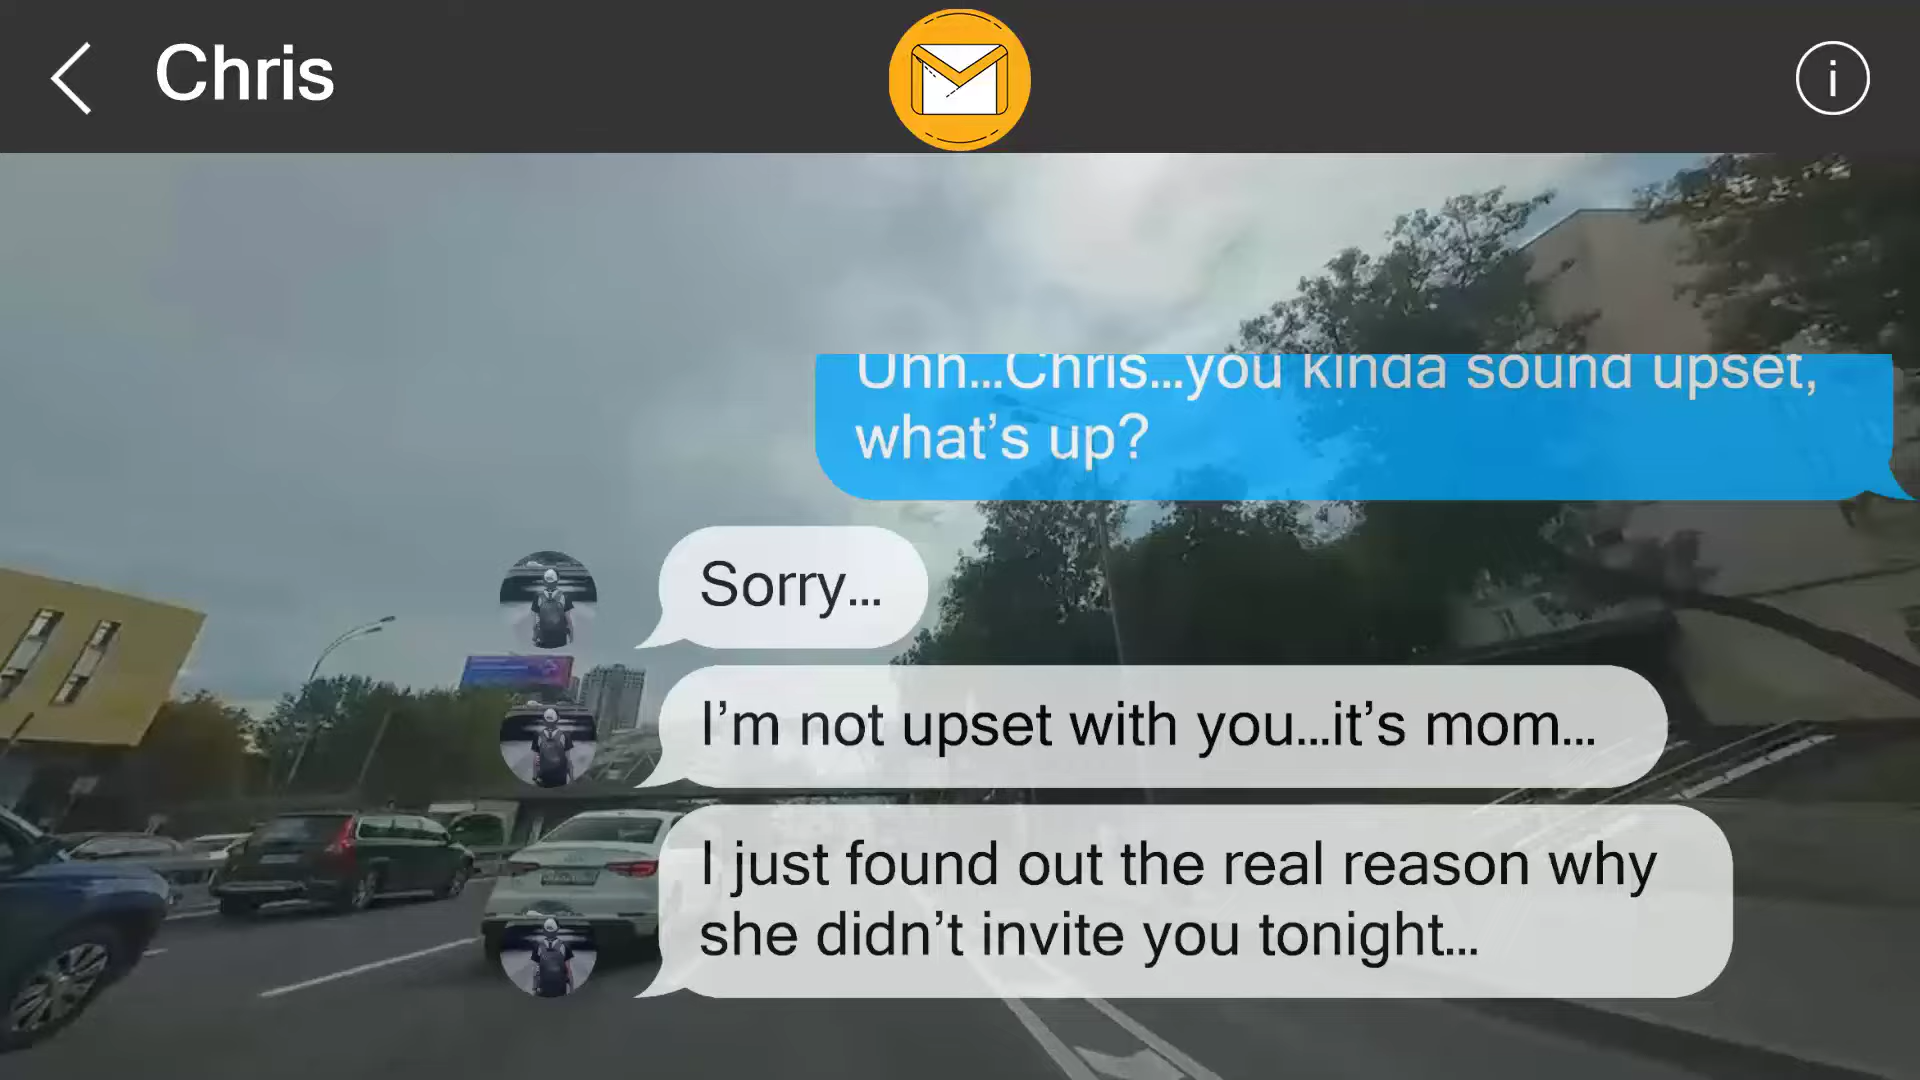 Chris
i
Uhh...Chris...you kinda sound upset,
what's up?
Sorry...
I'm not upset with you...it's mom...
I just found out the real reason why
she didn't invite you tonight...